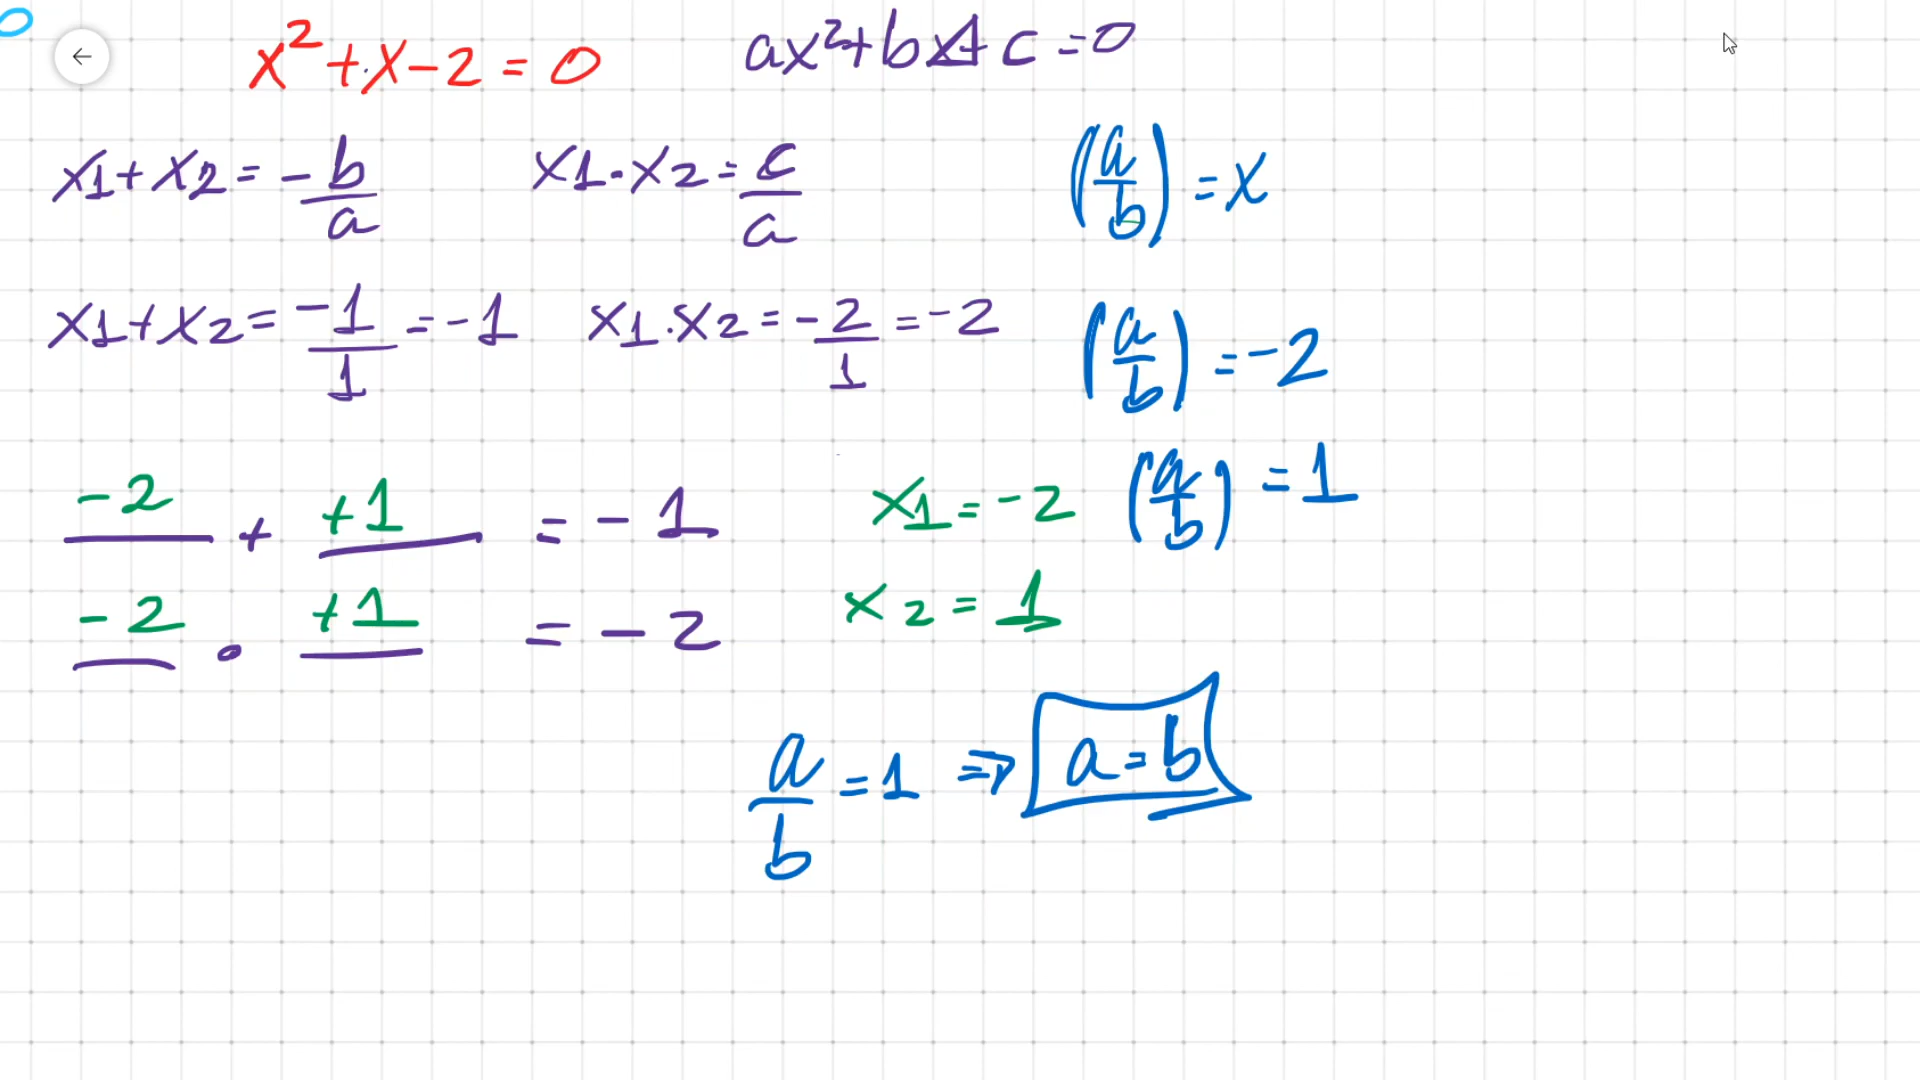 x²+x-2=0
ax²+bx+c=0
x1+x2=-b/a
x1·x2=c/a
(a/b)=x
x1+x2=-1/1=-1
x1·x2=-2/1=-2
(a/b)=-2
-2 + +1 = -1
x1=-2
(a/b)=1
-2 · +1 = -2
x2=1
a/b=1 ⇒ a=b